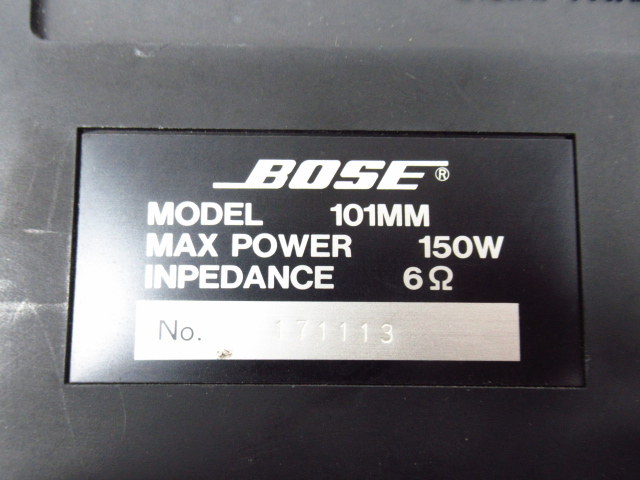 BOSE®
MODEL 101MM
MAX POWER 150W
INPEDANCE 6Ω
No. 171113